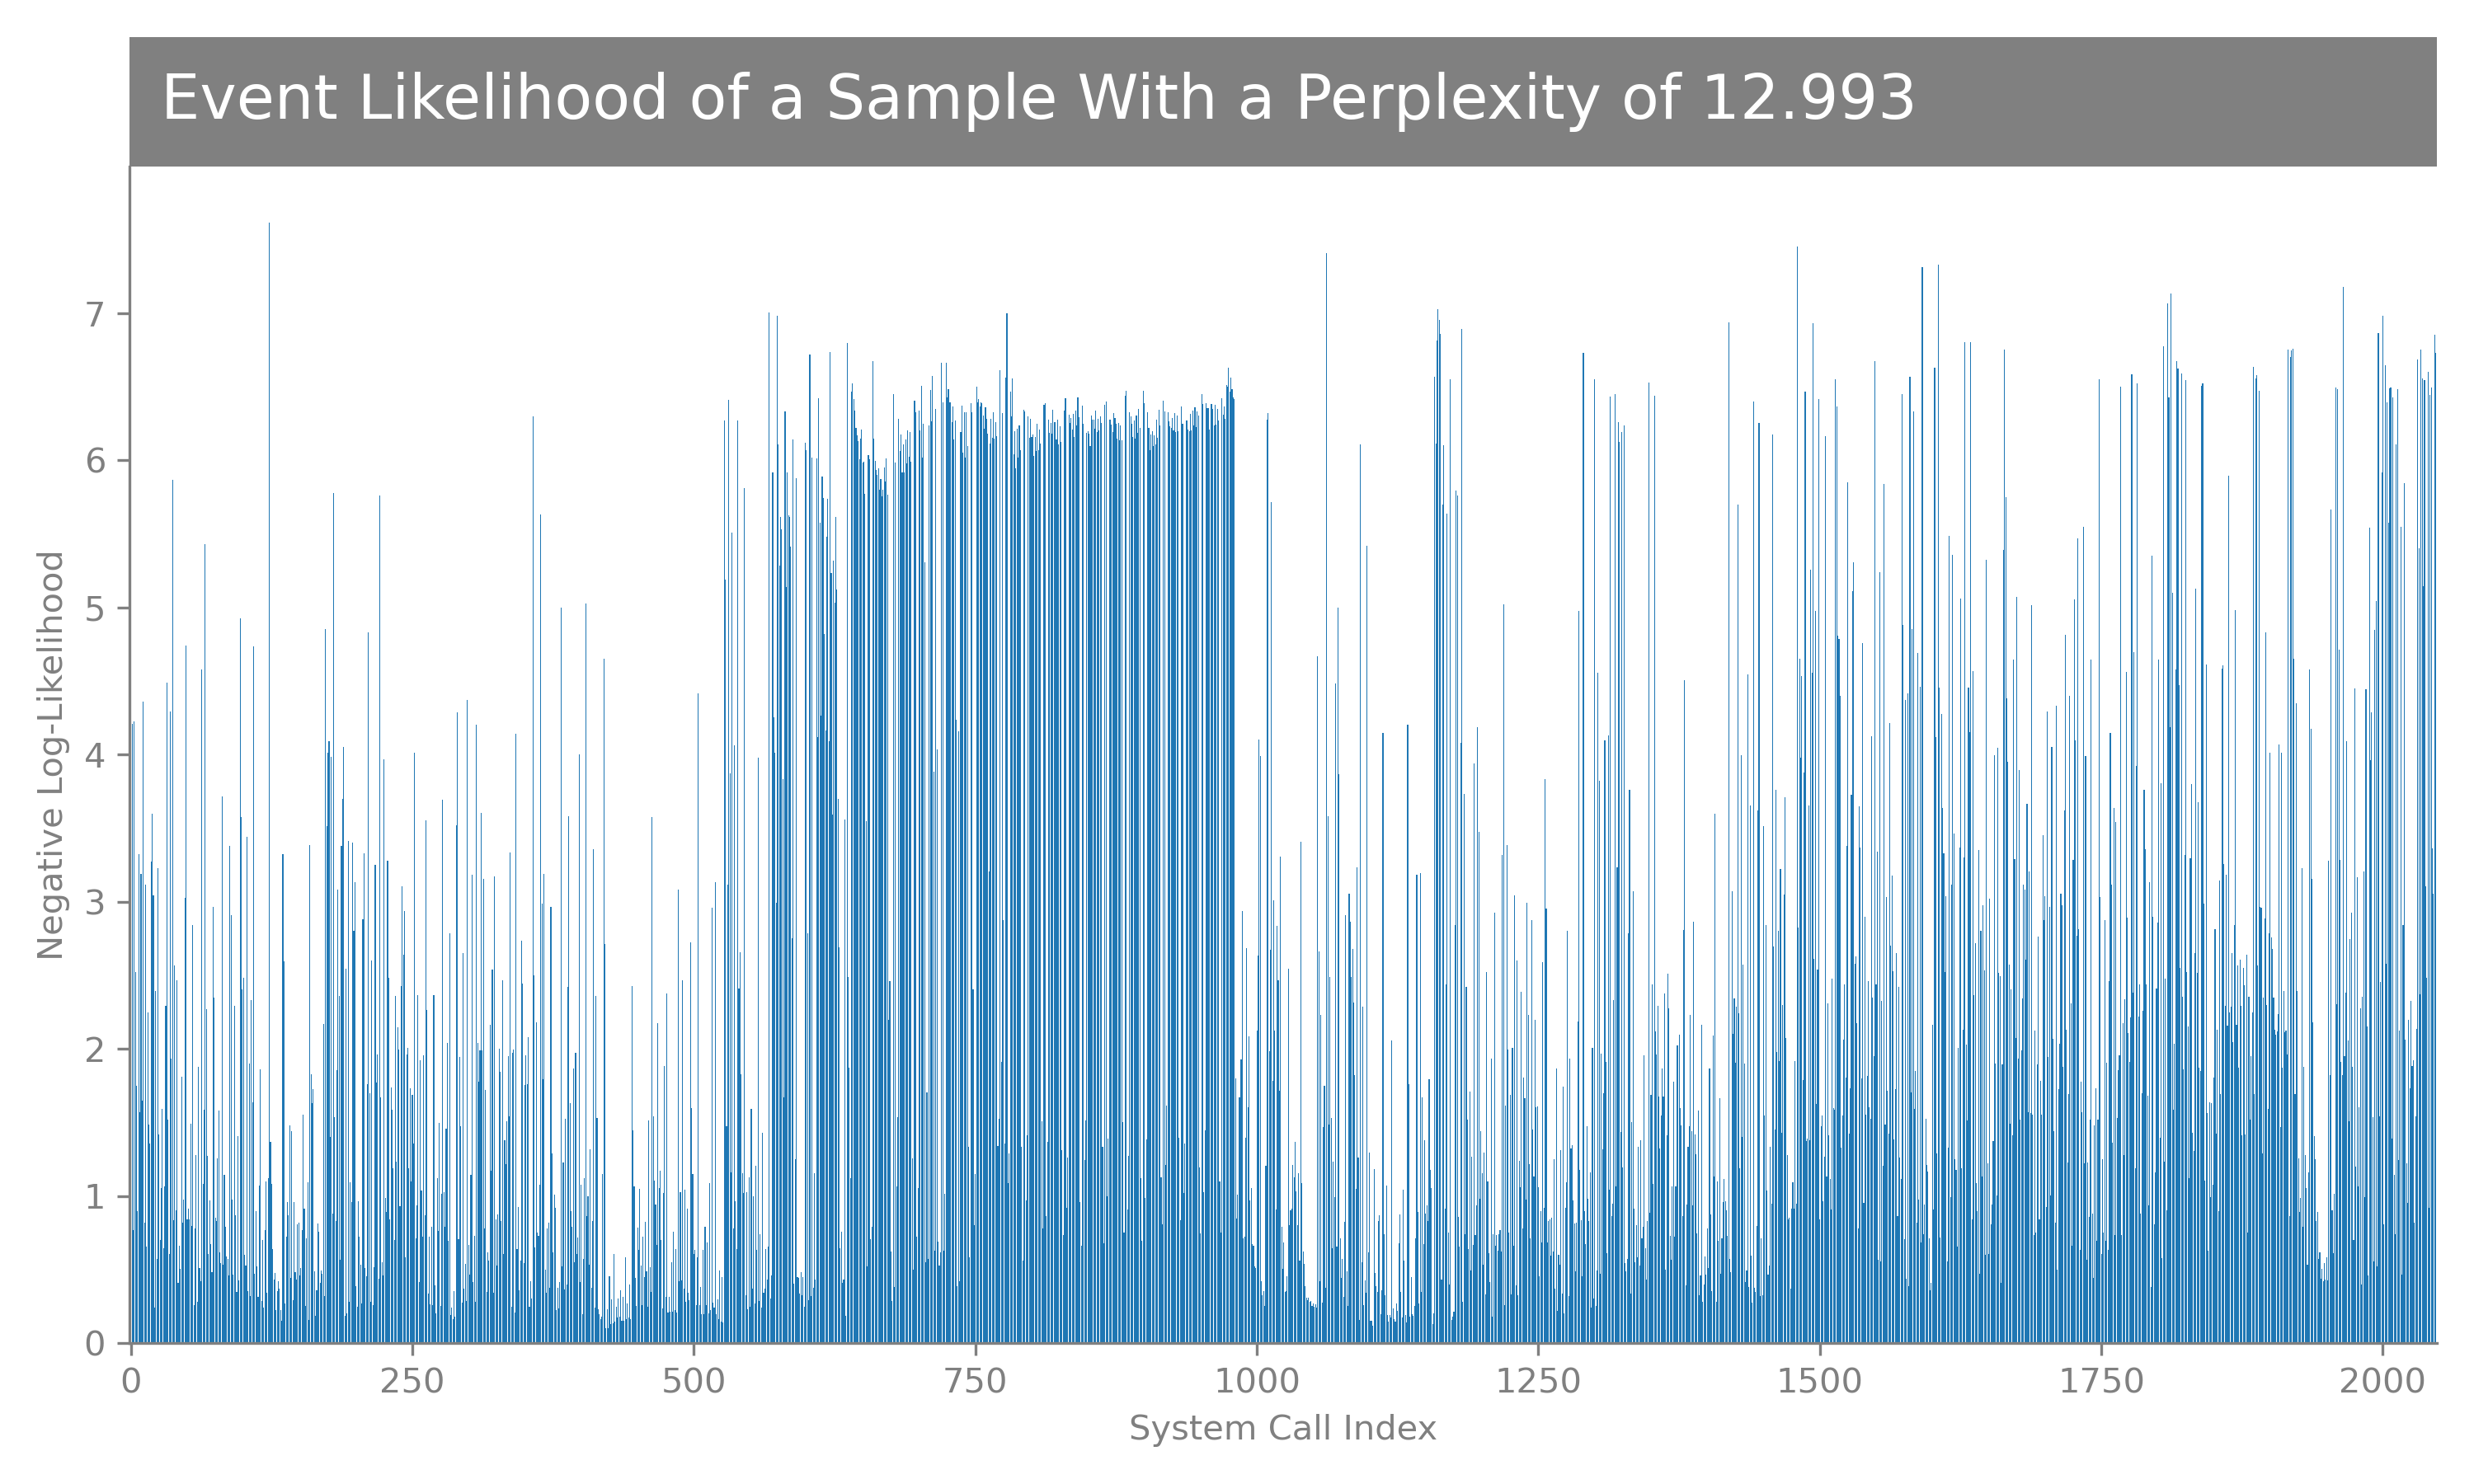 Event Likelihood of a Sample With a Perplexity of 12.993
7
6
5
4
3
2
1
0
Negative Log-Likelihood
0 250 500 750 1000 1250 1500 1750 2000
System Call Index